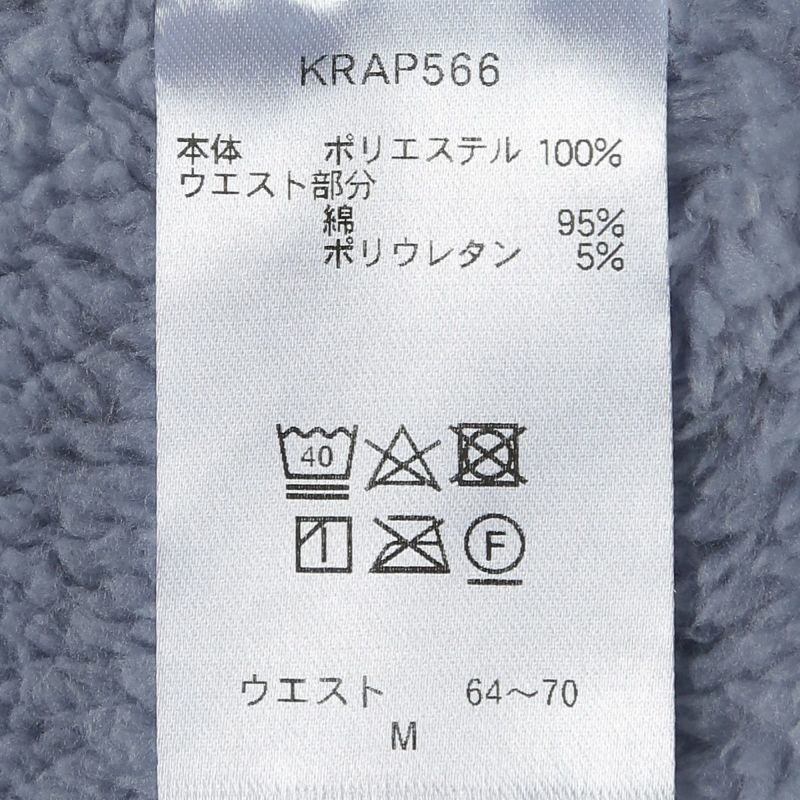 KRAP566
本体 ポリエステル 100%
ウエスト部分
綿 95%
ポリウレタン 5%
40
F
ウエスト 64～70
M